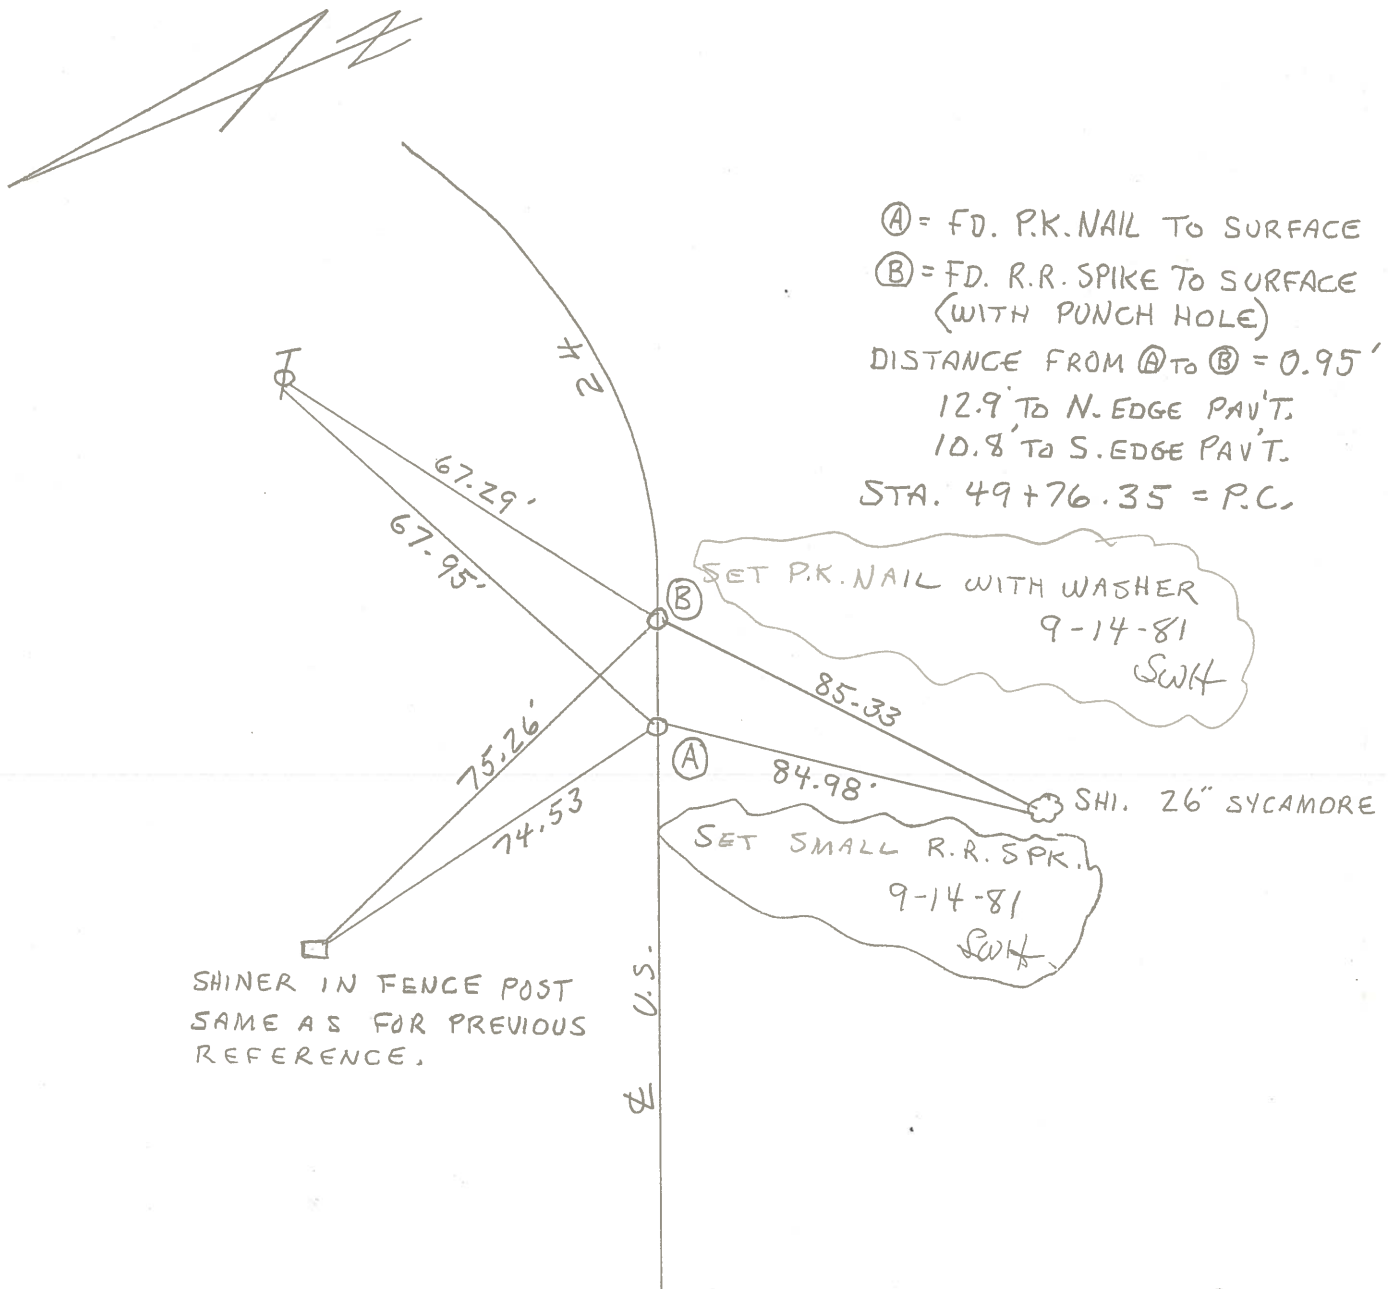 N
Ⓐ = FD. P.K. NAIL TO SURFACE
Ⓑ = FD. R.R. SPIKE TO SURFACE
(WITH PUNCH HOLE)
DISTANCE FROM Ⓐ TO Ⓑ = 0.95'
12.9' TO N. EDGE PAV'T.
10.8' TO S. EDGE PAV'T.
STA. 49+76.35 = P.C.
SET P.K. NAIL WITH WASHER
9-14-81
SWH
Ⓑ
67.29'
67.95'
85.33
75.26'
Ⓐ
84.98'
74.53
SHI. 26" SYCAMORE
SET SMALL R.R. SPK.
9-14-81
SWH
SHINER IN FENCE POST
SAME AS FOR PREVIOUS
REFERENCE.
℄ U.S. 24